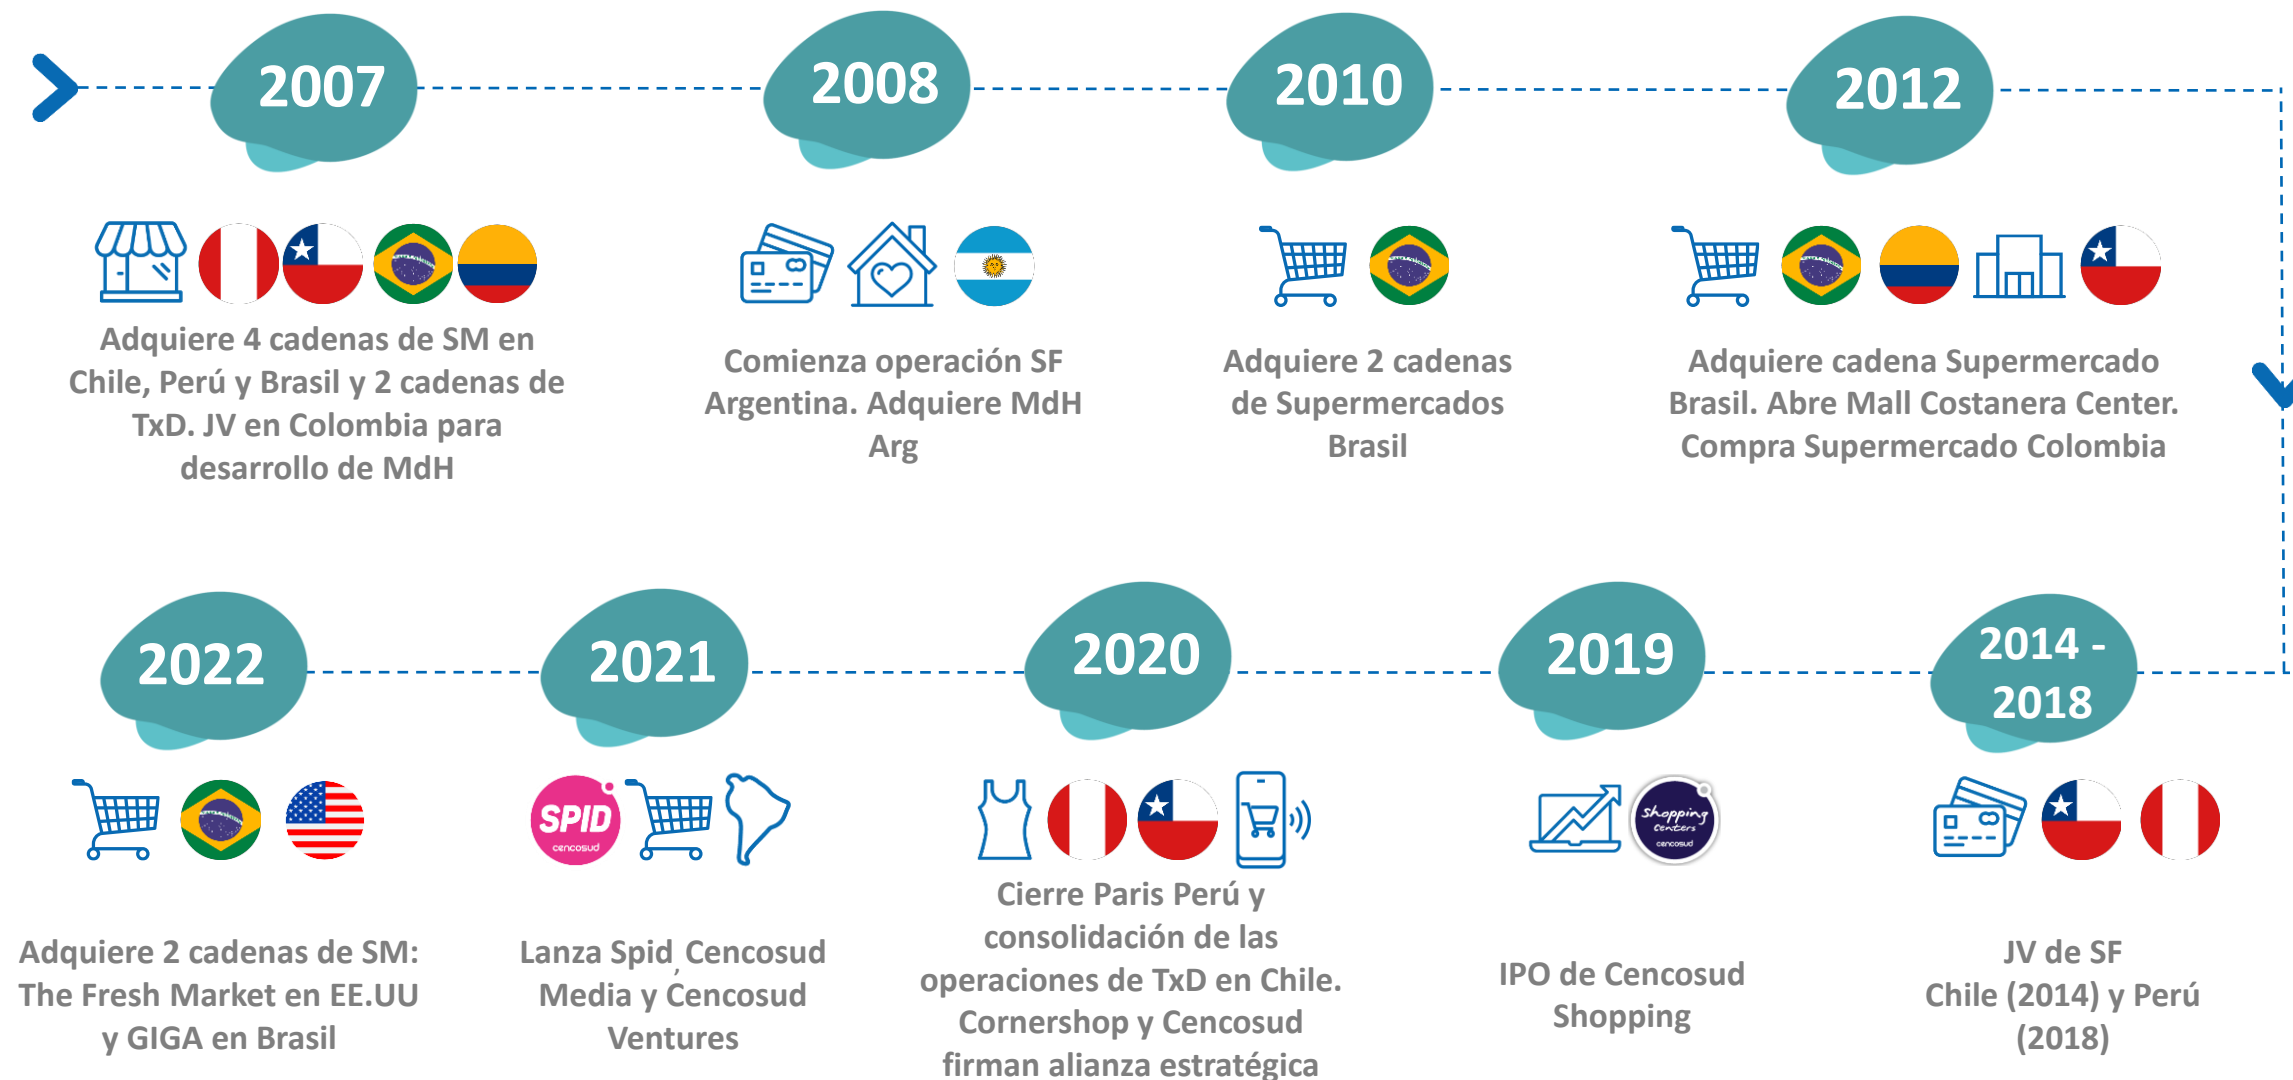 2007
Adquiere 4 cadenas de SM en
Chile, Perú y Brasil y 2 cadenas de
TxD. JV en Colombia para
desarrollo de MdH
2008
Comienza operación SF
Argentina. Adquiere MdH
Arg
2010
Adquiere 2 cadenas
de Supermercados
Brasil
2012
Adquiere cadena Supermercado
Brasil. Abre Mall Costanera Center.
Compra Supermercado Colombia
2014 -
2018
JV de SF
Chile (2014) y Perú
(2018)
2019
shopping
centers
cencosud
IPO de Cencosud
Shopping
2020
Cierre Paris Perú y
consolidación de las
operaciones de TxD en Chile.
Cornershop y Cencosud
firman alianza estratégica
2021
SPID
cencosud
Lanza Spid, Cencosud
Media y Cencosud
Ventures
2022
Adquiere 2 cadenas de SM:
The Fresh Market en EE.UU
y GIGA en Brasil